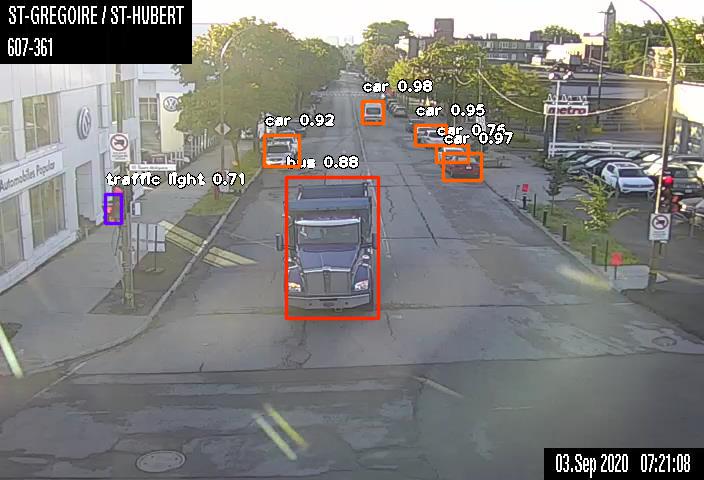 ST-GREGOIRE / ST-HUBERT
607-361
car 0.98
car 0.92
car 0.95
car 0.76
car 0.97
bus 0.88
traffic light 0.71
Automobiles Popular
03.Sep 2020 07:21:08